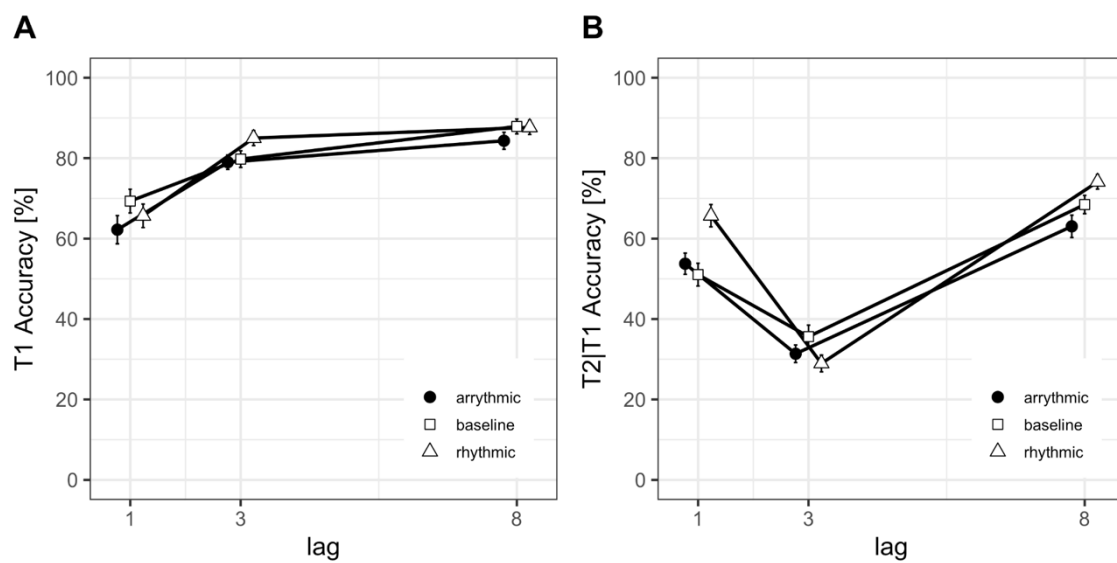 A
T1 Accuracy [%]
100
80
60
40
20
0
arrythmic
baseline
rhythmic
1 3 8
lag
B
T2|T1 Accuracy [%]
100
80
60
40
20
0
arrythmic
baseline
rhythmic
1 3 8
lag